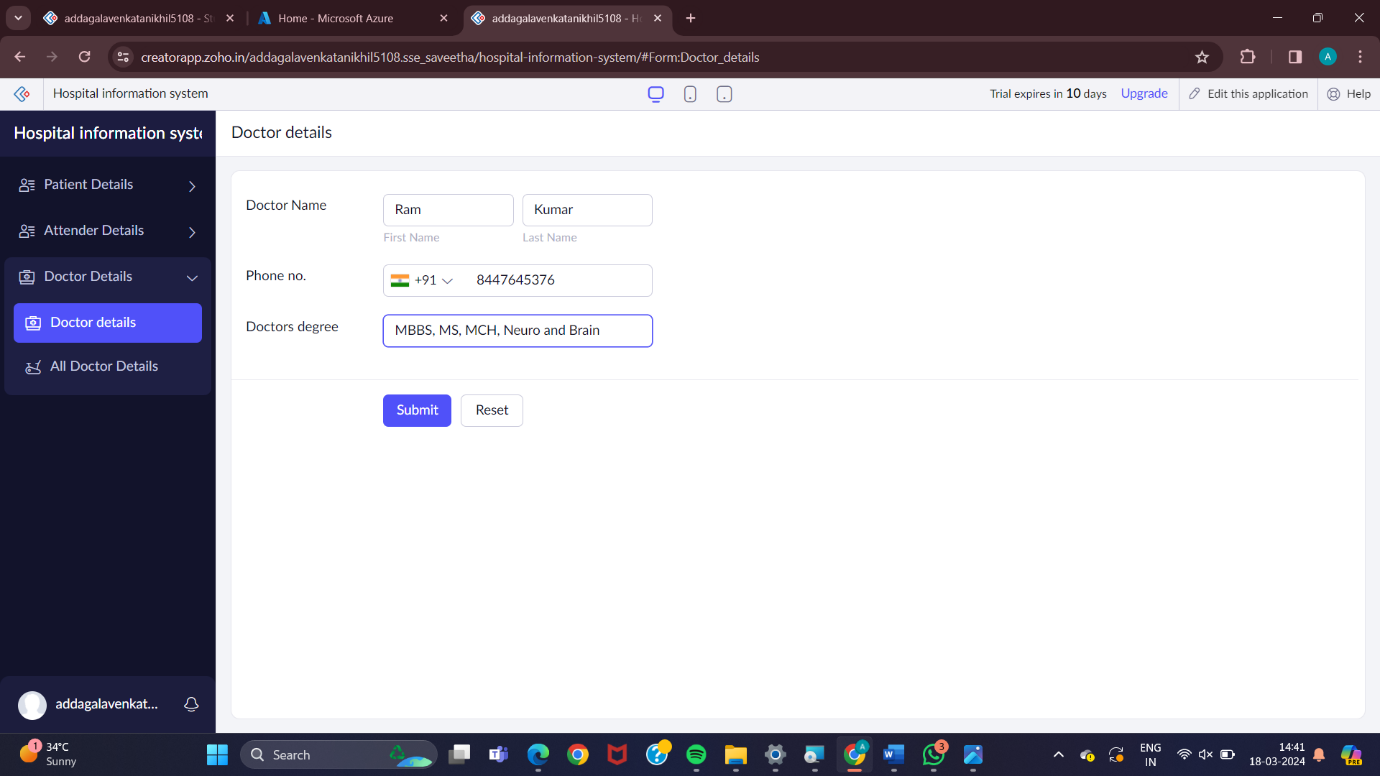 addagalavenkatanikhil5108 - St
Home - Microsoft Azure
addagalavenkatanikhil5108 - H
creatorapp.zoho.in/addagalavenkatanikhil5108.sse_saveetha/hospital-information-system/#Form:Doctor_details
A
Hospital information system
Trial expires in 10 days
Upgrade
Edit this application
Help
Hospital information syst
Doctor details
Patient Details
Attender Details
Doctor Details
Doctor details
All Doctor Details
Doctor Name
Ram
Kumar
First Name
Last Name
Phone no.
+91
8447645376
Doctors degree
MBBS, MS, MCH, Neuro and Brain
Submit
Reset
addagalavenkat...
1
34°C
Sunny
Search
A
3
ENG
IN
14:41
18-03-2024
PRE